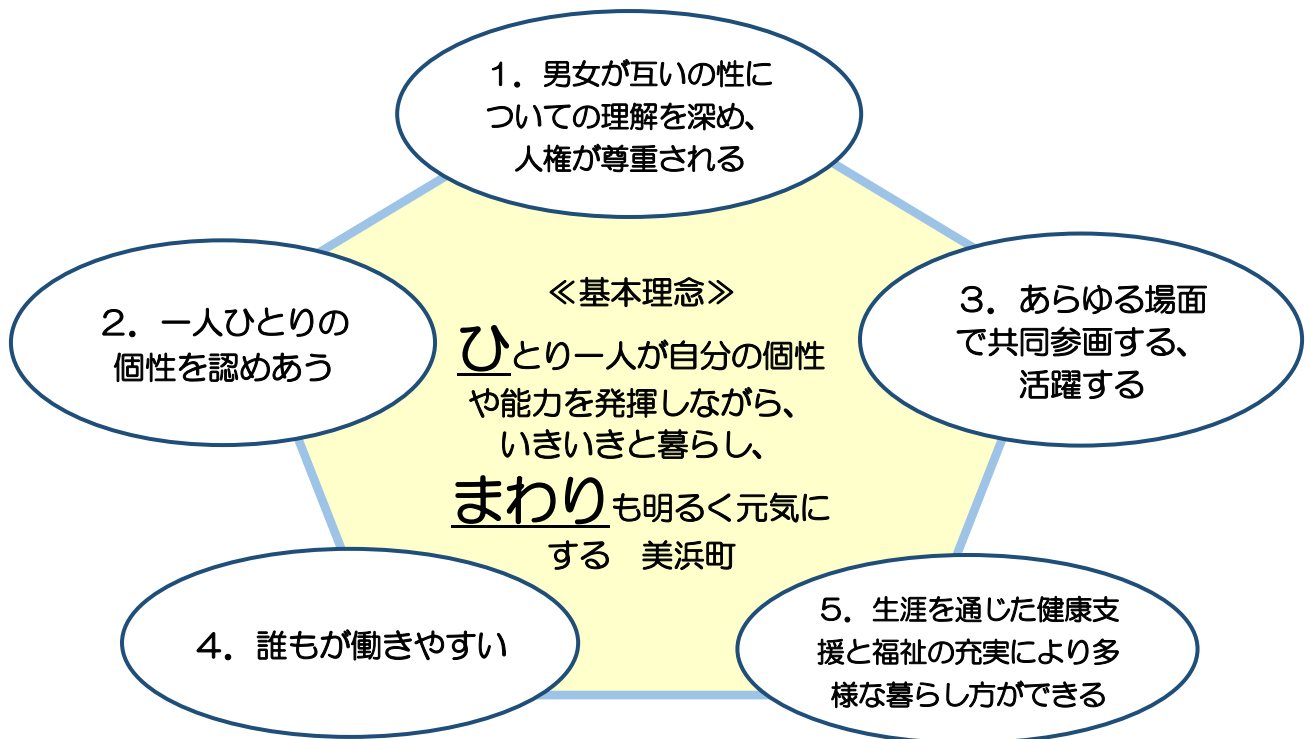 １．男女が互いの性に
ついての理解を深め、
人権が尊重される
２．一人ひとりの
個性を認めあう
３．あらゆる場面
で共同参画する、
活躍する
≪基本理念≫
ひとり一人が自分の個性
や能力を発揮しながら、
いきいきと暮らし、
まわりも明るく元気に
する　美浜町
４．誰もが働きやすい
５．生涯を通じた健康支
援と福祉の充実により多
様な暮らし方ができる